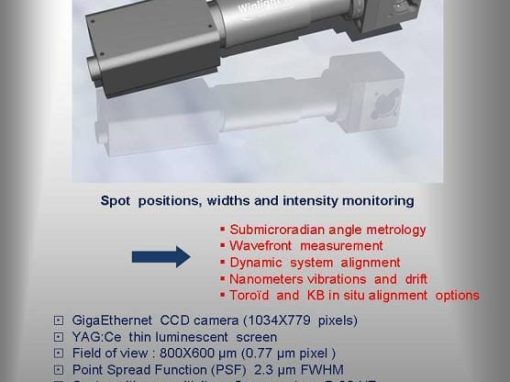 Winlight
Spot positions, widths and intensity monitoring
▪ Submicroradian angle metrology
▪ Wavefront measurement
▪ Dynamic system alignment
▪ Nanometers vibrations and drift
▪ Toroïd and KB in situ alignment options
GigaEthernet CCD camera (1034X779 pixels)
YAG:Ce thin luminescent screen
Field of view : 800X600 µm (0.77 µm pixel )
Point Spread Function (PSF) 2.3 µm FWHM